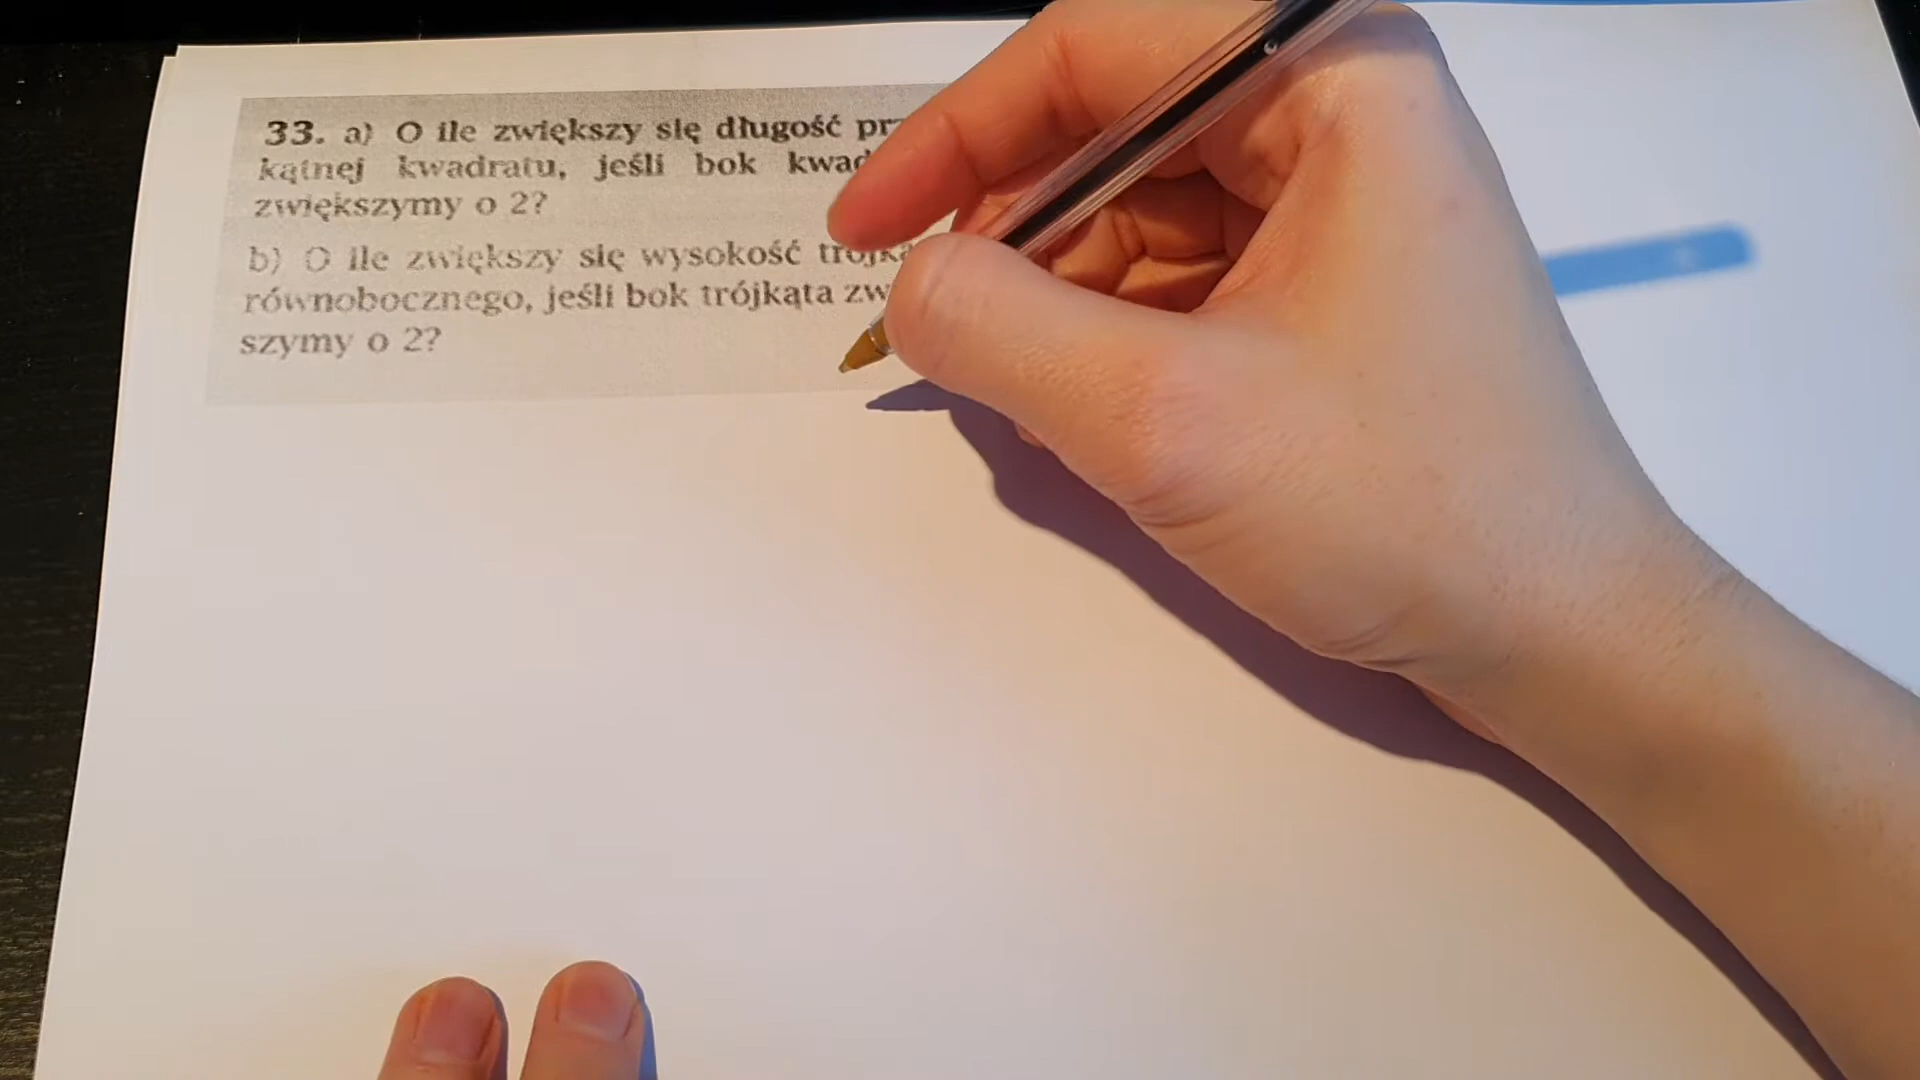 33. a) O ile zwiększy się długość prz
kątnej kwadratu, jeśli bok kwad
zwiększymy o 2?
b) O ile zwiększy się wysokość trójką
równobocznego, jeśli bok trójkąta zw
szymy o 2?